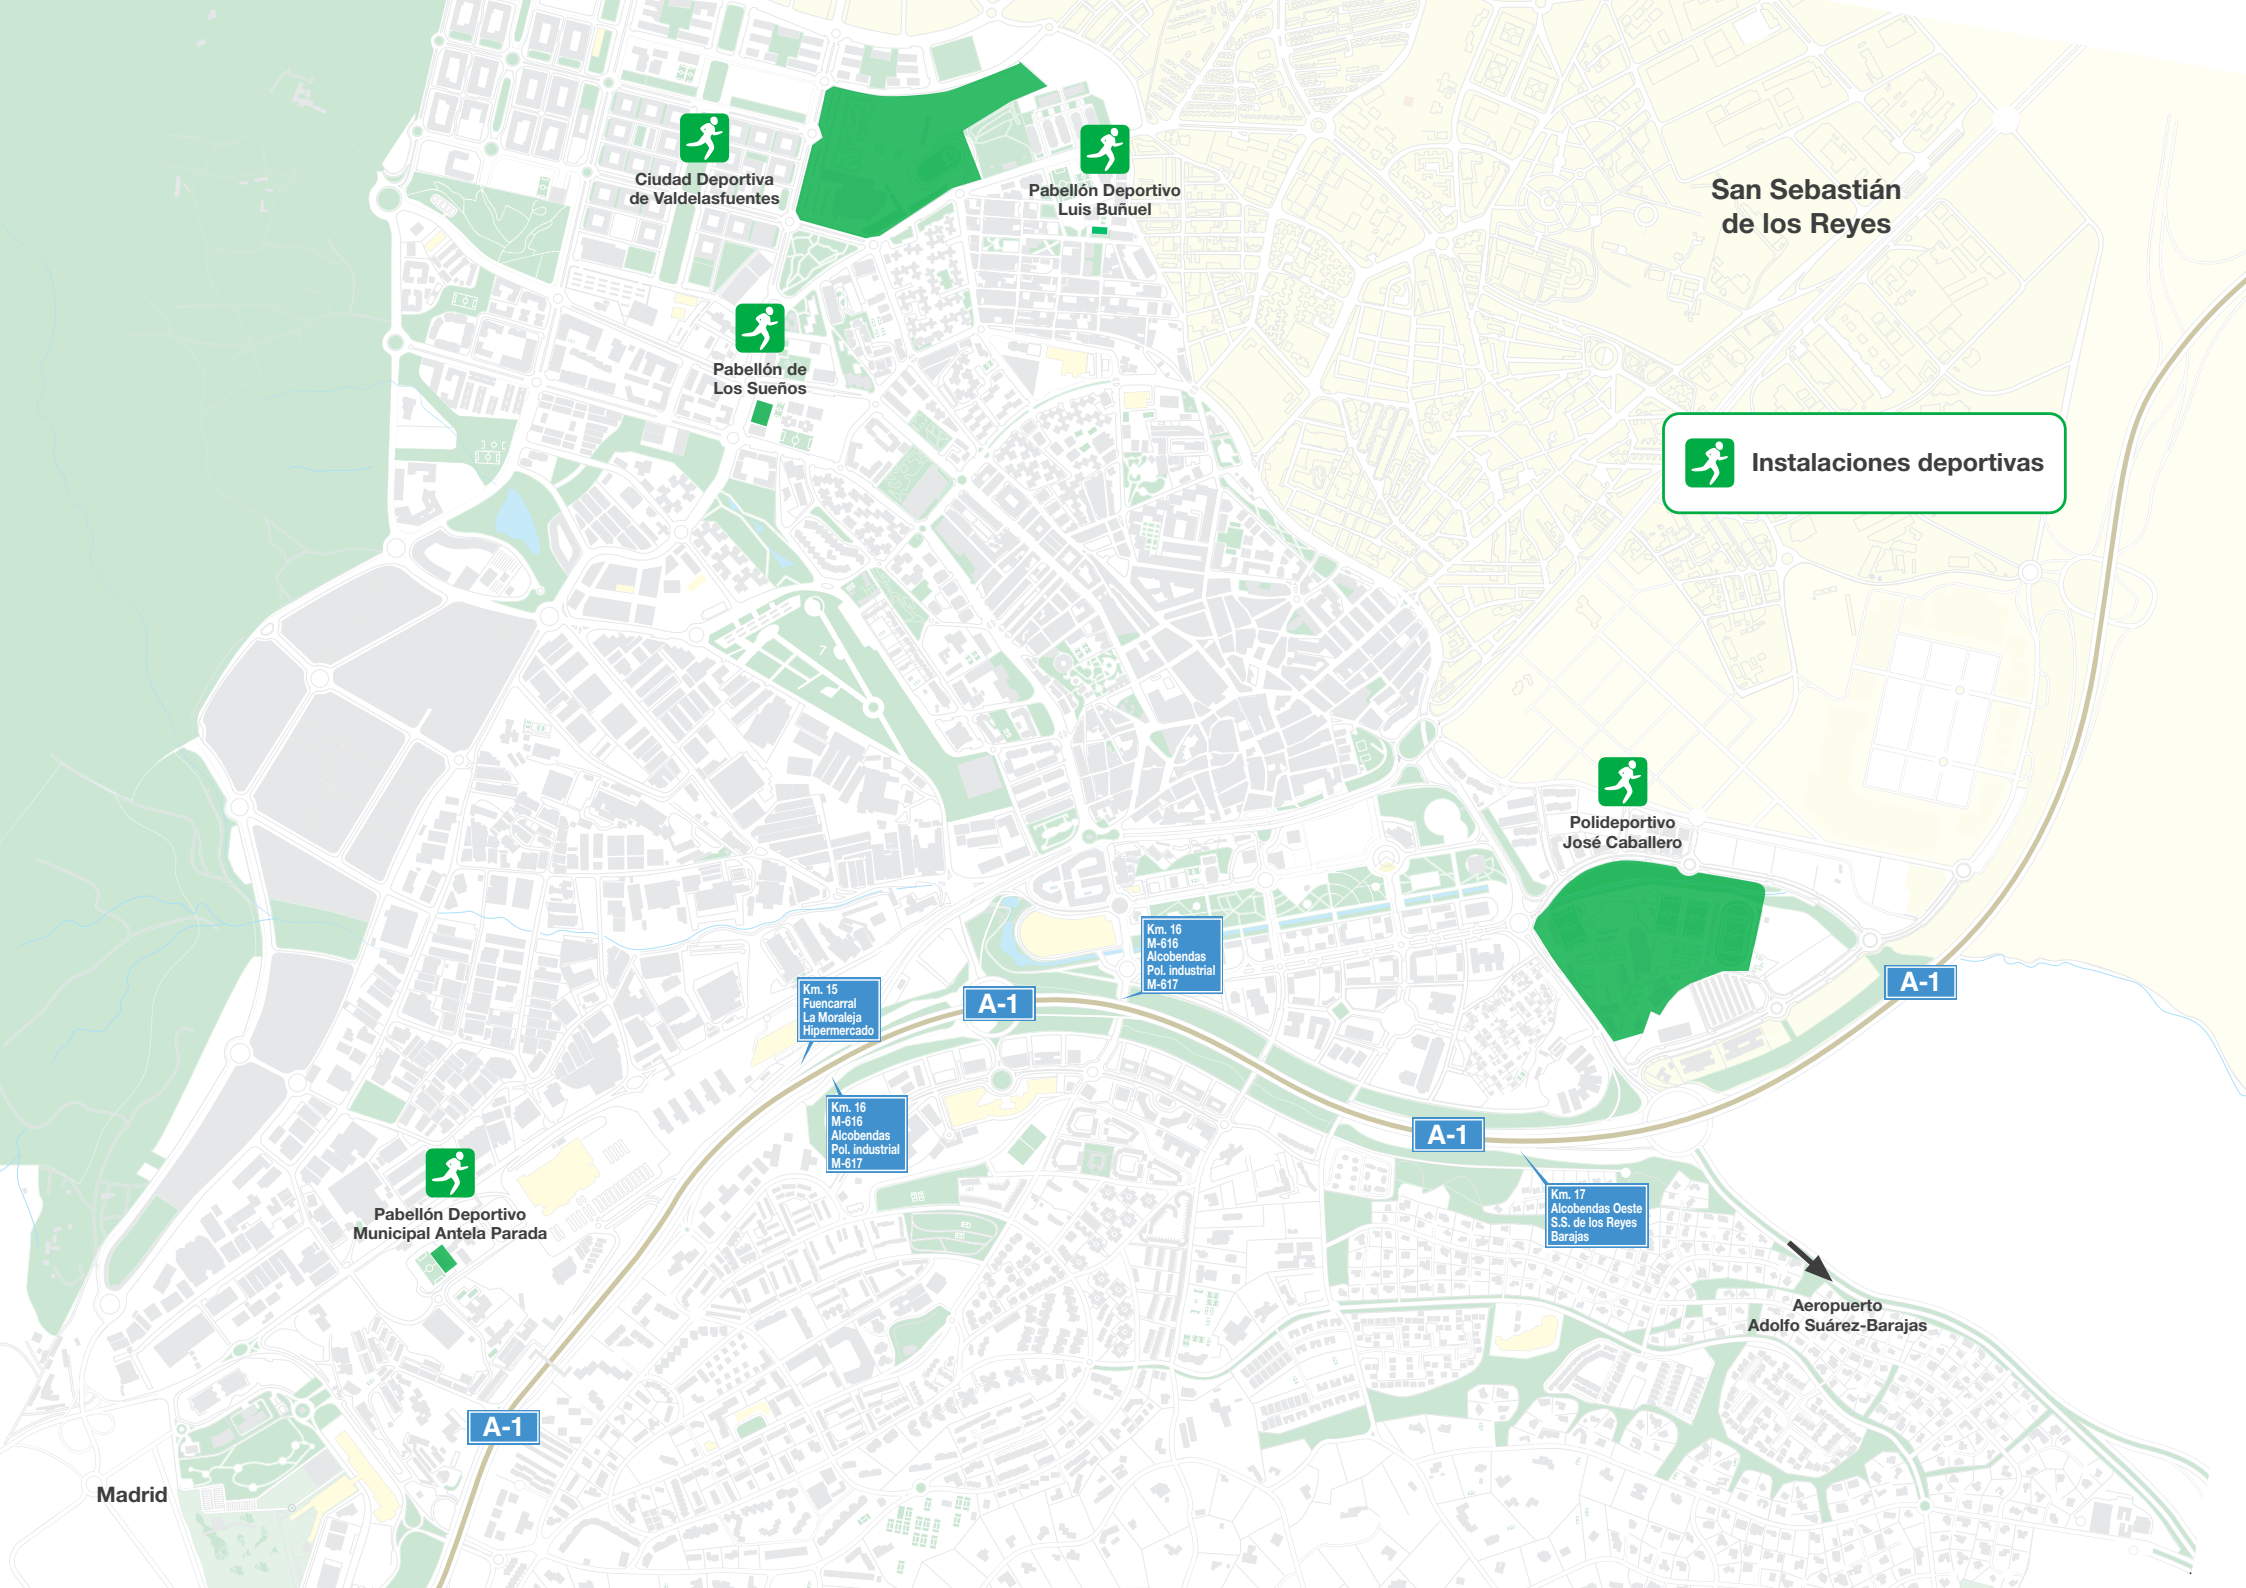 Ciudad Deportiva
de Valdelasfuentes
Pabellón Deportivo
Luis Buñuel
San Sebastián
de los Reyes
Pabellón de
Los Sueños
Instalaciones deportivas
Polideportivo
José Caballero
Km. 16
M-616
Alcobendas
Pol. industrial
M-617
Km. 15
Fuencarral
La Moraleja
Hipermercado
A-1
A-1
Km. 16
M-616
Alcobendas
Pol. industrial
M-617
A-1
Km. 17
Alcobendas Oeste
S.S. de los Reyes
Barajas
Pabellón Deportivo
Municipal Antela Parada
Aeropuerto
Adolfo Suárez-Barajas
A-1
Madrid